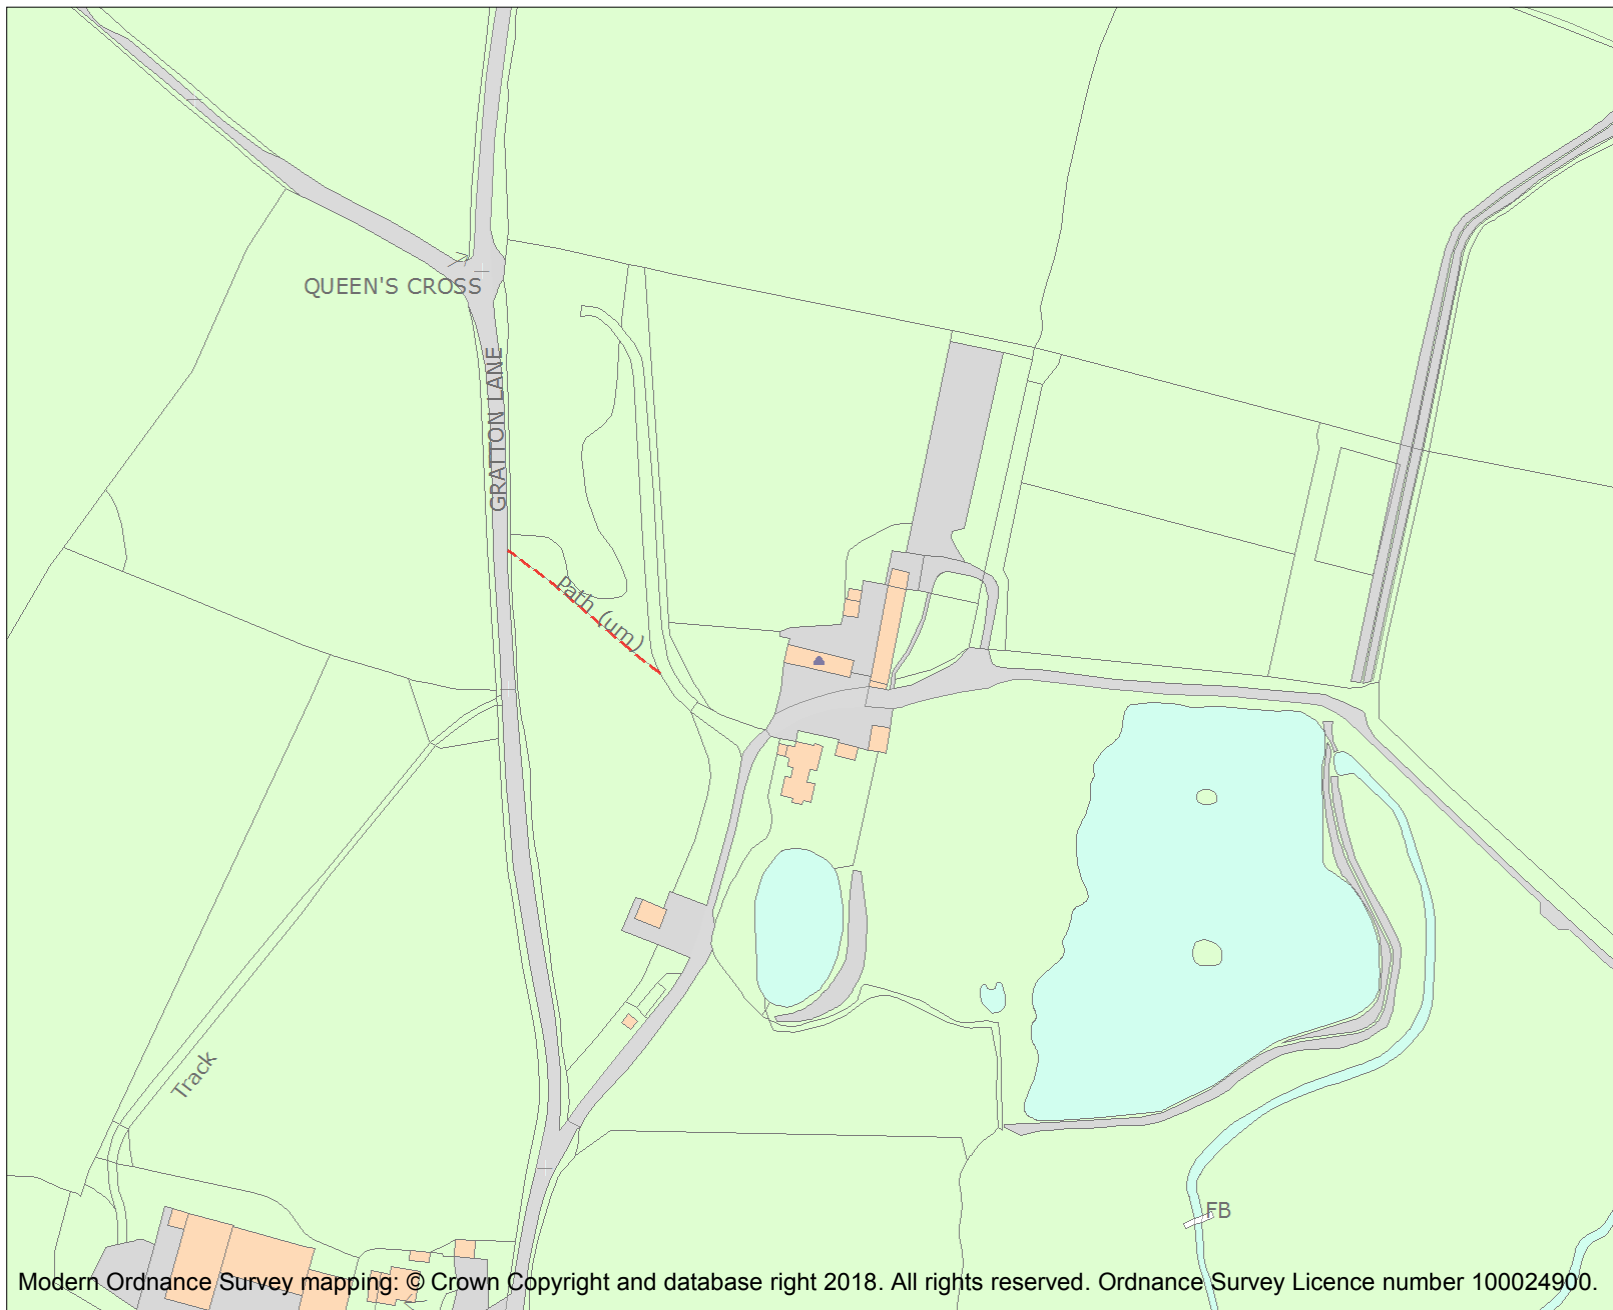 QUEEN'S CROSS
GRATTON LANE
Path (um)
Track
FB
Modern Ordnance Survey mapping: © Crown Copyright and database right 2018. All rights reserved. Ordnance Survey Licence number 100024900.